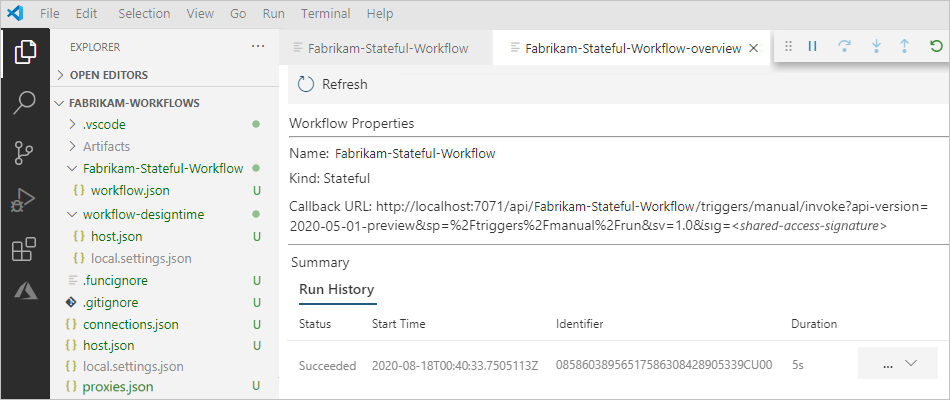 File Edit Selection View Go Run Terminal Help
EXPLORER ...
OPEN EDITORS
FABRIKAM-WORKFLOWS
.vscode
Artifacts
Fabrikam-Stateful-Workflow
{ } workflow.json U
workflow-designtime
{ } host.json U
{ } local.settings.json
.funcignore
.gitignore U
{ } connections.json U
{ } host.json U
{ } local.settings.json
{ } proxies.json U
Fabrikam-Stateful-Workflow Fabrikam-Stateful-Workflow-overview
Refresh
Workflow Properties
Name: Fabrikam-Stateful-Workflow
Kind: Stateful
Callback URL: http://localhost:7071/api/Fabrikam-Stateful-Workflow/triggers/manual/invoke?api-version=
2020-05-01-preview&sp=%2Ftriggers%2Fmanual%2Frun&sv=1.0&sig=<shared-access-signature>
Summary
Run History
Status Start Time Identifier Duration
Succeeded 2020-08-18T00:40:33.7505113Z 08586038956517586308428905339CU00 5s ...